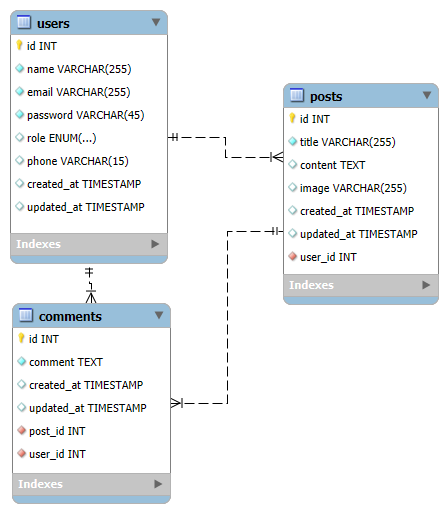 users
id INT
name VARCHAR(255)
email VARCHAR(255)
password VARCHAR(45)
role ENUM(...)
phone VARCHAR(15)
created_at TIMESTAMP
updated_at TIMESTAMP
Indexes
posts
id INT
title VARCHAR(255)
content TEXT
image VARCHAR(255)
created_at TIMESTAMP
updated_at TIMESTAMP
user_id INT
Indexes
comments
id INT
comment TEXT
created_at TIMESTAMP
updated_at TIMESTAMP
post_id INT
user_id INT
Indexes